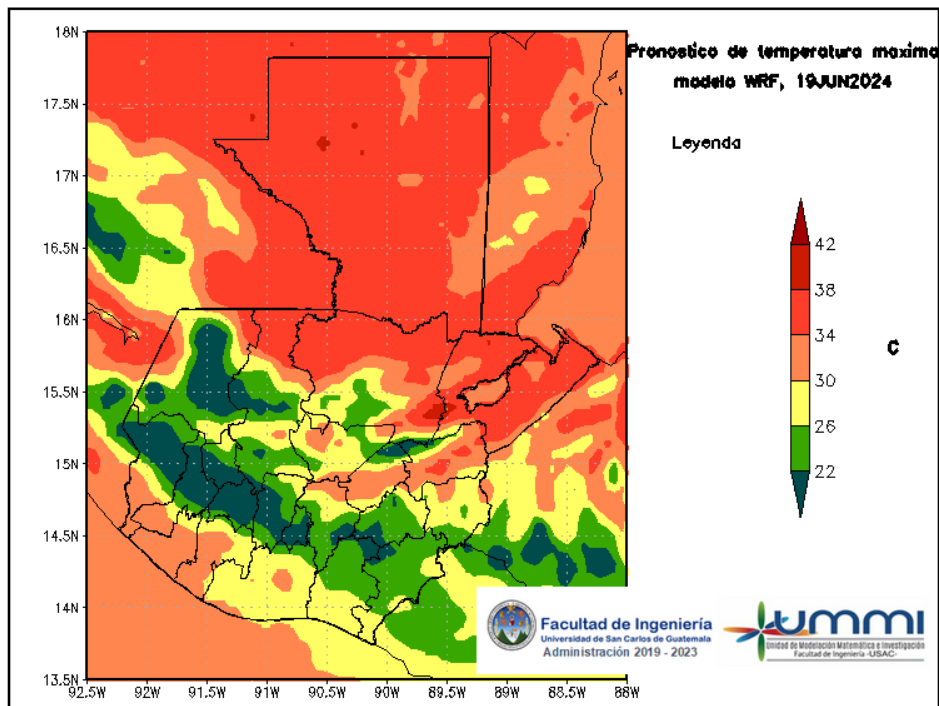 Pronostico de temperatura maxima
modelo WRF, 19JUN2024
Leyenda
42
38
34
30
26
22
C
18N
17.5N
17N
16.5N
16N
15.5N
15N
14.5N
14N
13.5N
92.5W 92W 91.5W 91W 90.5W 90W 89.5W 89W 88.5W 88W
Facultad de Ingeniería
Universidad de San Carlos de Guatemala
Administración 2019 - 2023
ummi
Unidad de Modelación Matemática e Investigación
Facultad de Ingeniería -USAC-